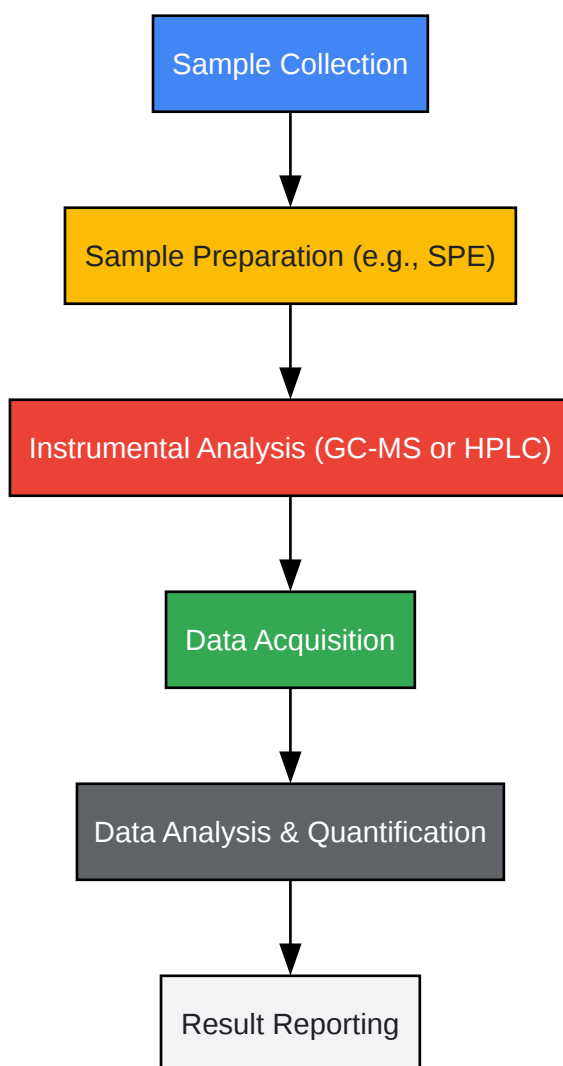 Sample Collection
Sample Preparation (e.g., SPE)
Instrumental Analysis (GC-MS or HPLC)
Data Acquisition
Data Analysis & Quantification
Result Reporting